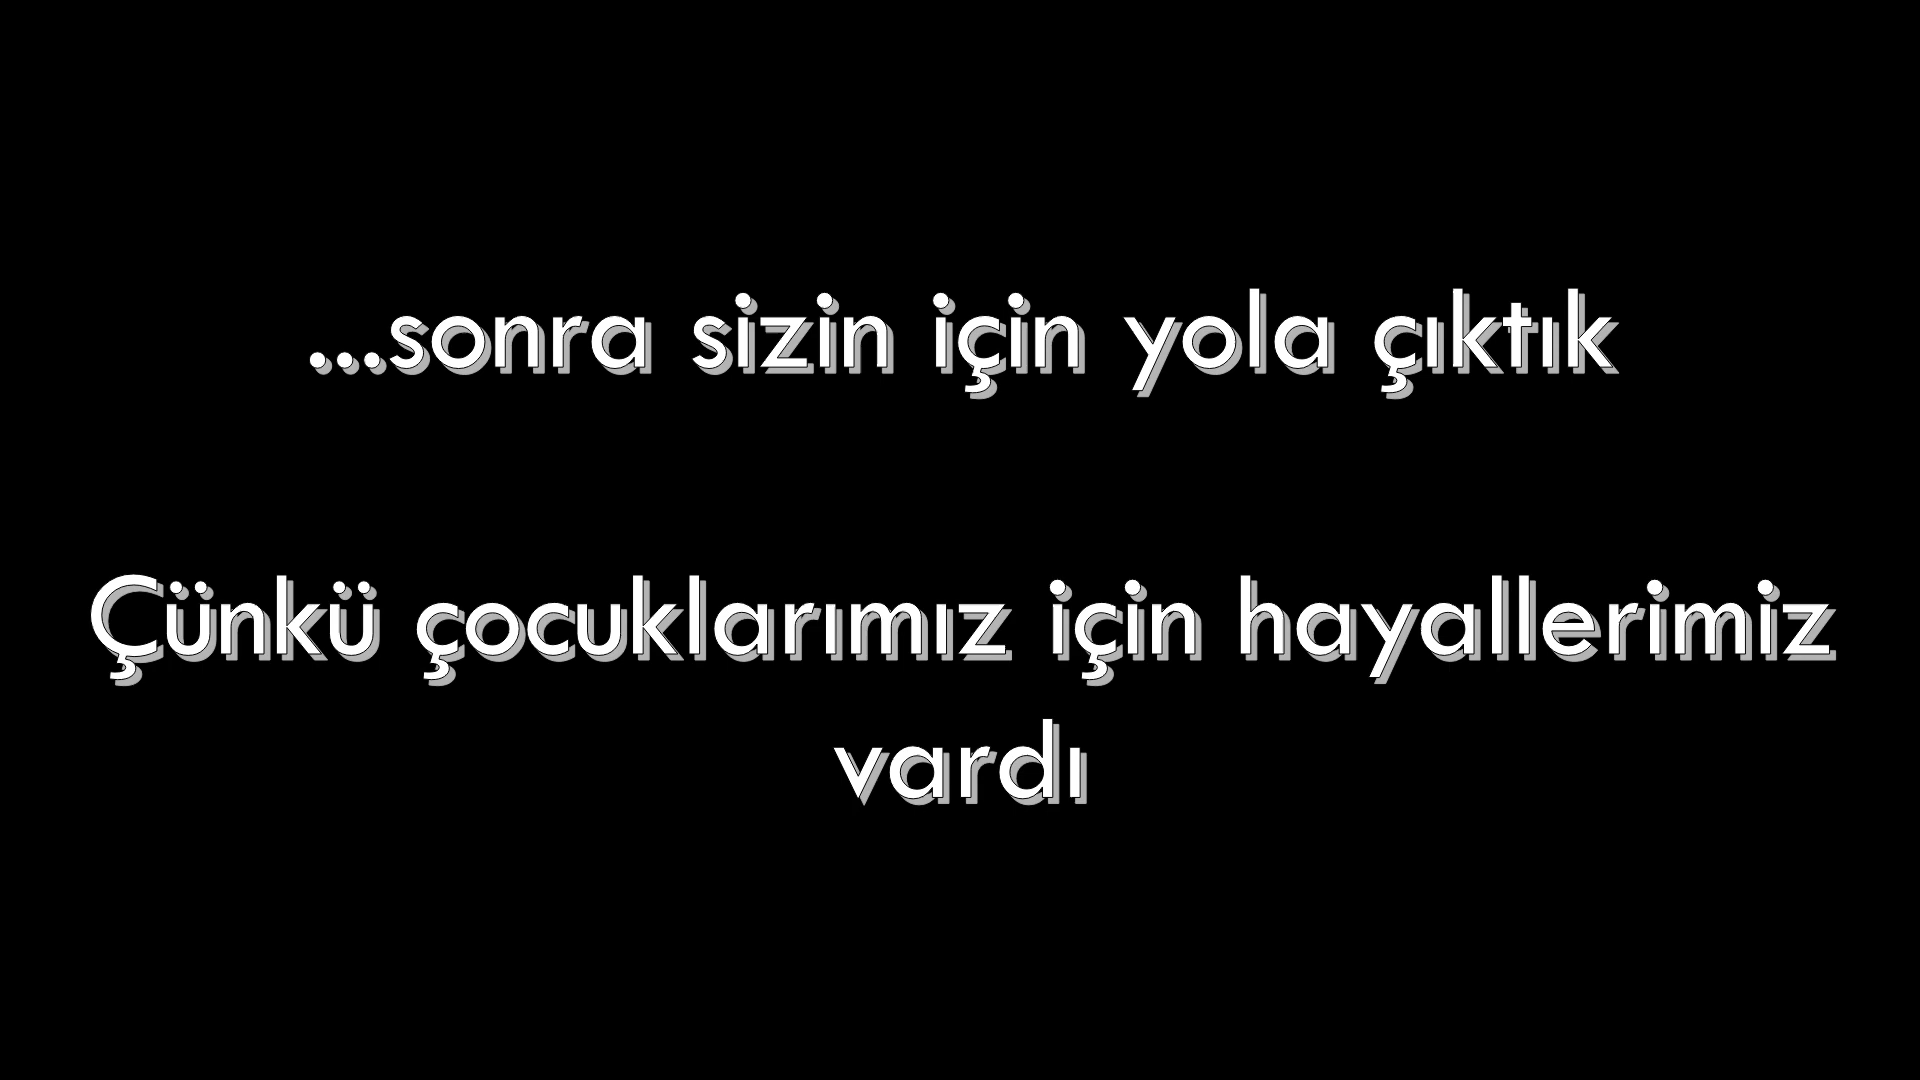 ...sonra sizin için yola çıktık
Çünkü çocuklarımız için hayallerimiz
vardı